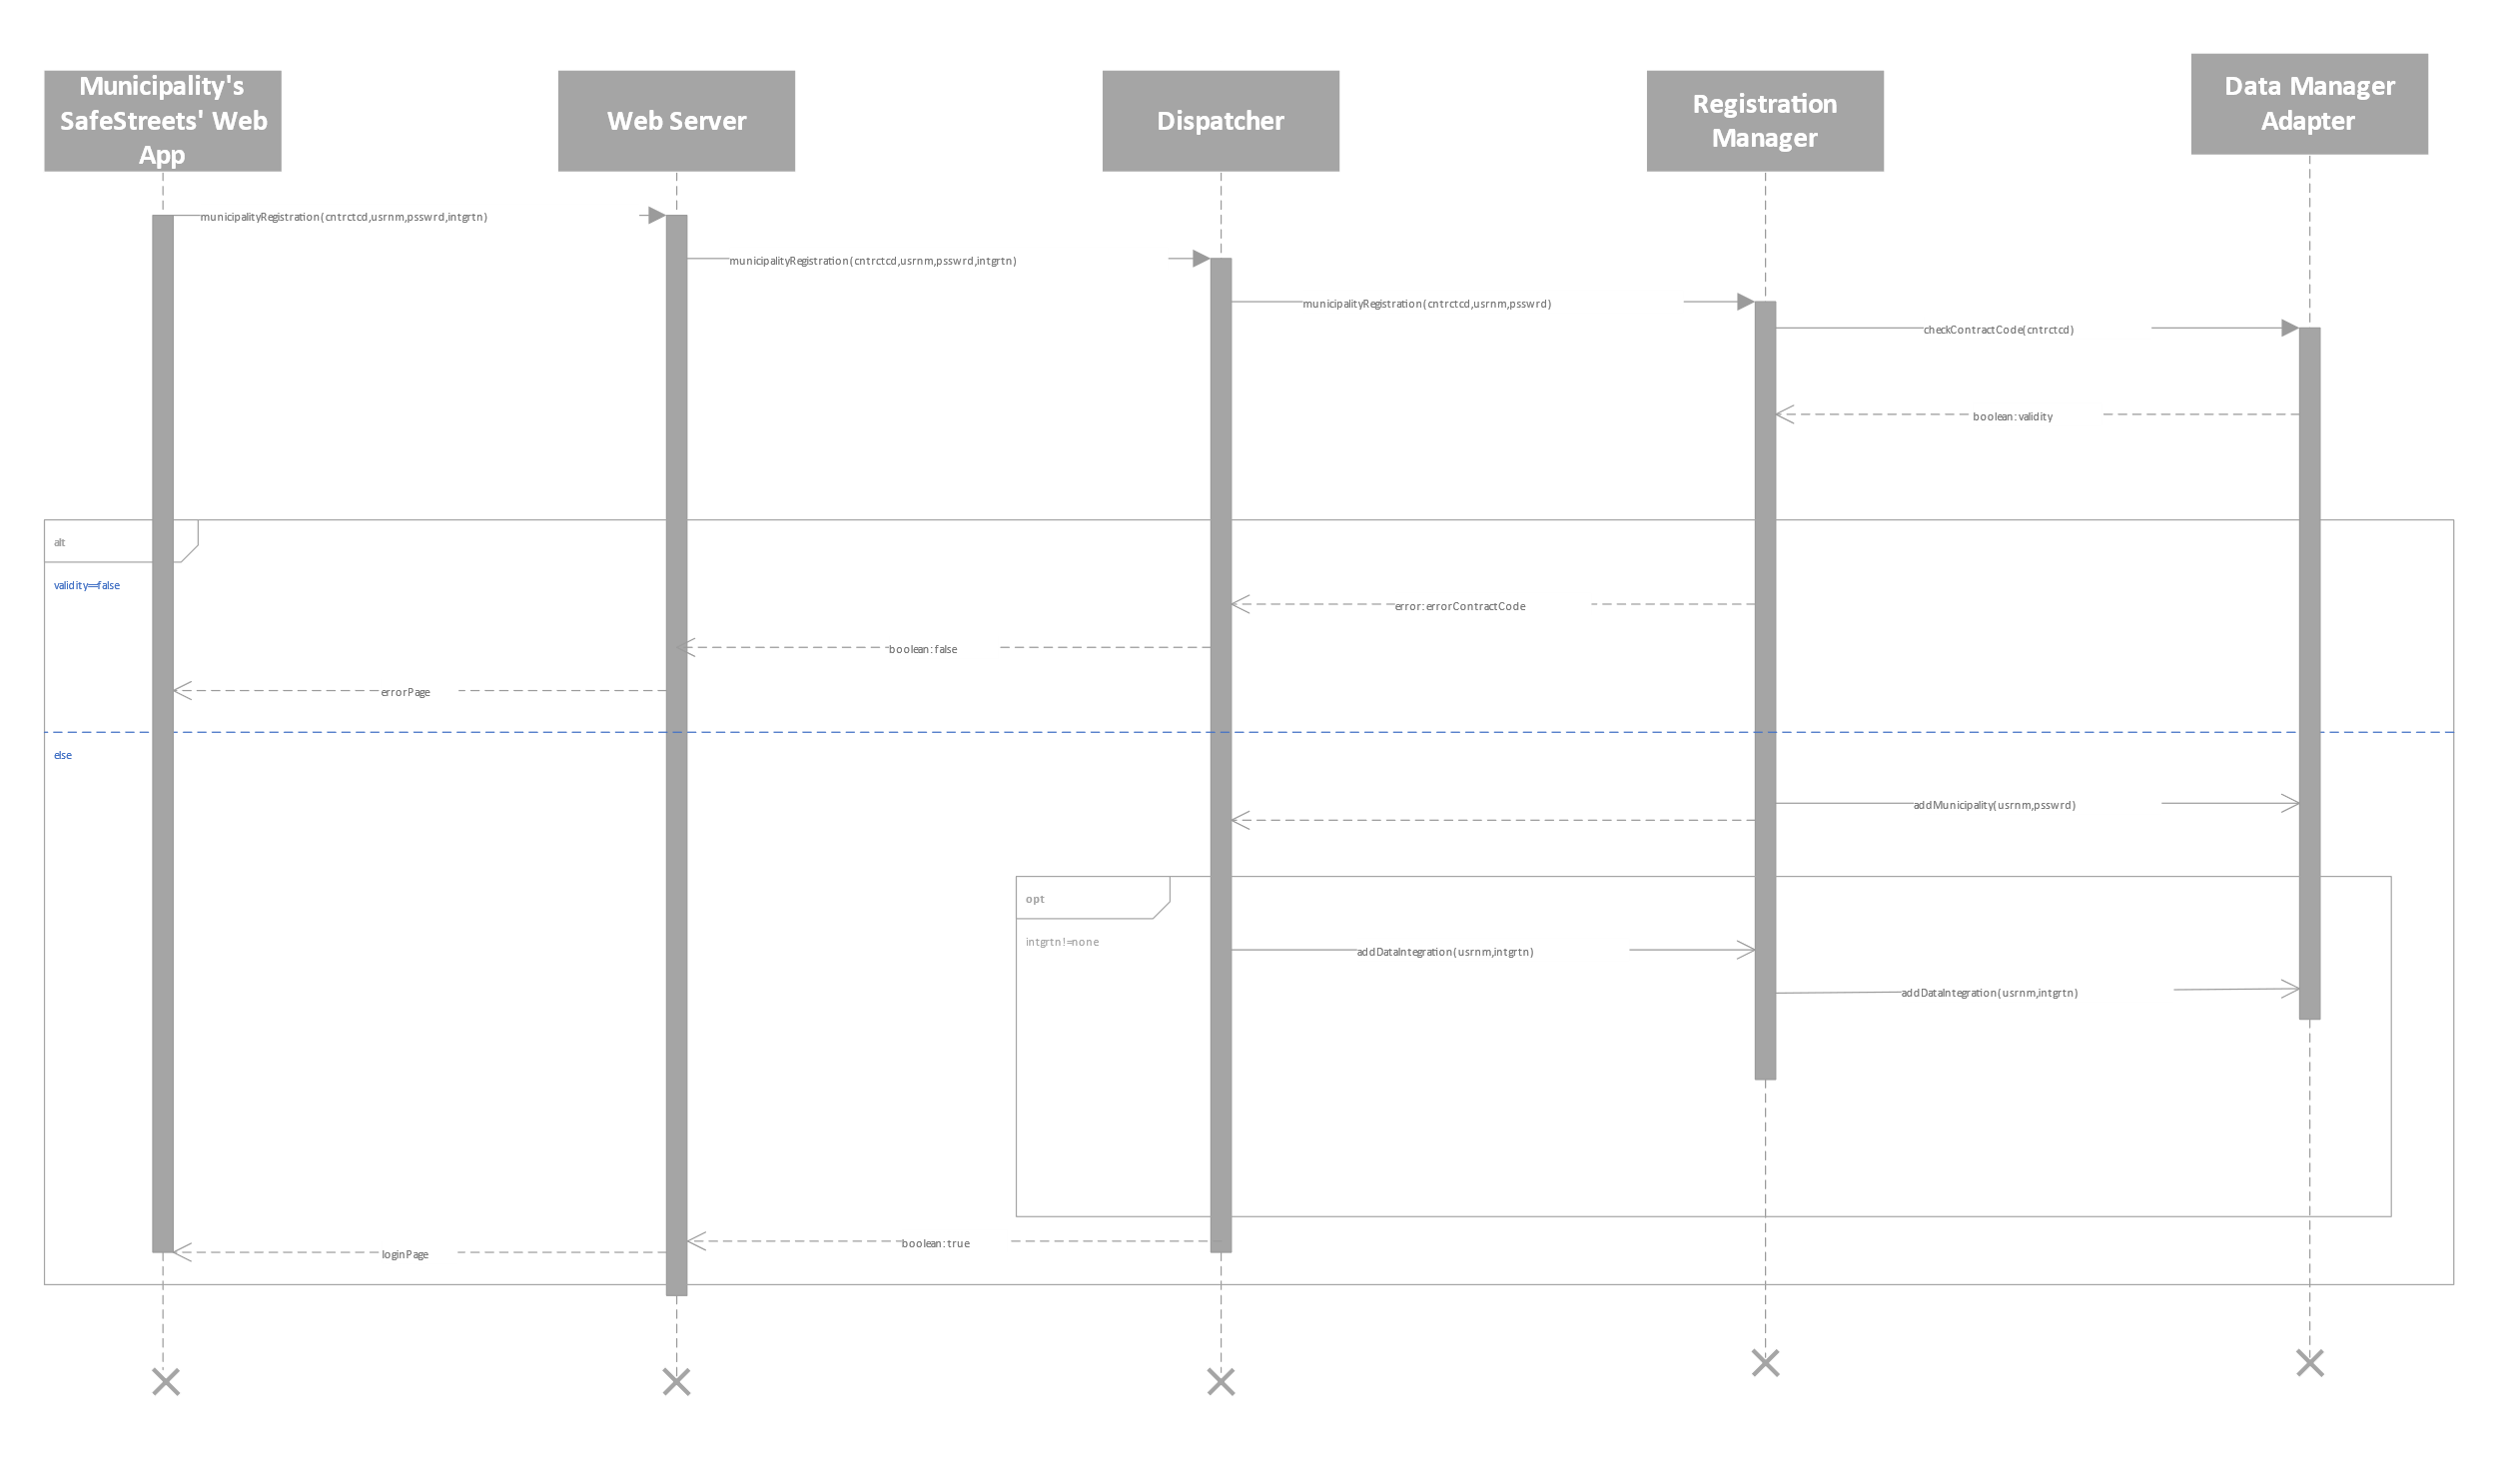 Municipality's
SafeStreets' Web
App
Web Server
Dispatcher
Registration
Manager
Data Manager
Adapter
municipalityRegistration(cntrctcd,usrnm,psswrd,intgrtn)
municipalityRegistration(cntrctcd,usrnm,psswrd,intgrtn)
municipalityRegistration(cntrctcd,usrnm,psswrd)
checkContractCode(cntrctcd)
boolean:validity
alt
validity==false
error:errorContractCode
boolean:false
errorPage
else
addMunicipality(usrnm,psswrd)
opt
intgrtn!=none
addDataIntegration(usrnm,intgrtn)
addDataIntegration(usrnm,intgrtn)
boolean:true
loginPage